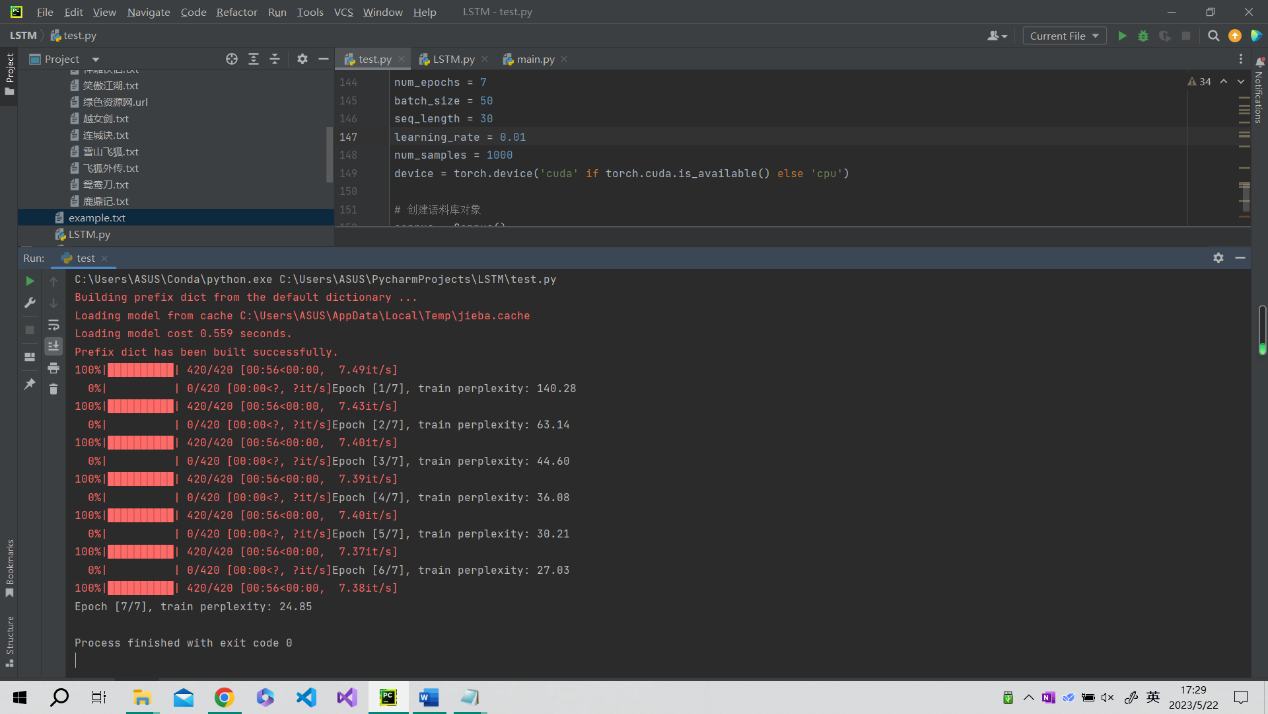 File Edit View Navigate Code Refactor Run Tools VCS Window Help LSTM - test.py
LSTM test.py Current File
Project test.py LSTM.py main.py
Project
笑傲江湖.txt
绿色资源网.url
越女剑.txt
连城诀.txt
雪山飞狐.txt
飞狐外传.txt
鸳鸯刀.txt
鹿鼎记.txt
example.txt
LSTM.py
144 num_epochs = 7
145 batch_size = 50
146 seq_length = 30
147 learning_rate = 0.01
148 num_samples = 1000
149 device = torch.device('cuda' if torch.cuda.is_available() else 'cpu')
150
151 # 创建语料库对象
34
Notifications
Run: test
C:\Users\ASUS\Conda\python.exe C:\Users\ASUS\PycharmProjects\LSTM\test.py
Building prefix dict from the default dictionary ...
Loading model from cache C:\Users\ASUS\AppData\Local\Temp\jieba.cache
Loading model cost 0.559 seconds.
Prefix dict has been built successfully.
100%|██████████| 420/420 [00:56<00:00,  7.49it/s]
0%|          | 0/420 [00:00<?, ?it/s]Epoch [1/7], train perplexity: 140.28
100%|██████████| 420/420 [00:56<00:00,  7.43it/s]
0%|          | 0/420 [00:00<?, ?it/s]Epoch [2/7], train perplexity: 63.14
100%|██████████| 420/420 [00:56<00:00,  7.40it/s]
0%|          | 0/420 [00:00<?, ?it/s]Epoch [3/7], train perplexity: 44.60
100%|██████████| 420/420 [00:56<00:00,  7.39it/s]
0%|          | 0/420 [00:00<?, ?it/s]Epoch [4/7], train perplexity: 36.08
100%|██████████| 420/420 [00:56<00:00,  7.40it/s]
0%|          | 0/420 [00:00<?, ?it/s]Epoch [5/7], train perplexity: 30.21
100%|██████████| 420/420 [00:56<00:00,  7.37it/s]
0%|          | 0/420 [00:00<?, ?it/s]Epoch [6/7], train perplexity: 27.03
100%|██████████| 420/420 [00:56<00:00,  7.38it/s]
Epoch [7/7], train perplexity: 24.85
Process finished with exit code 0
Bookmarks
Structure
英 17:29
2023/5/22